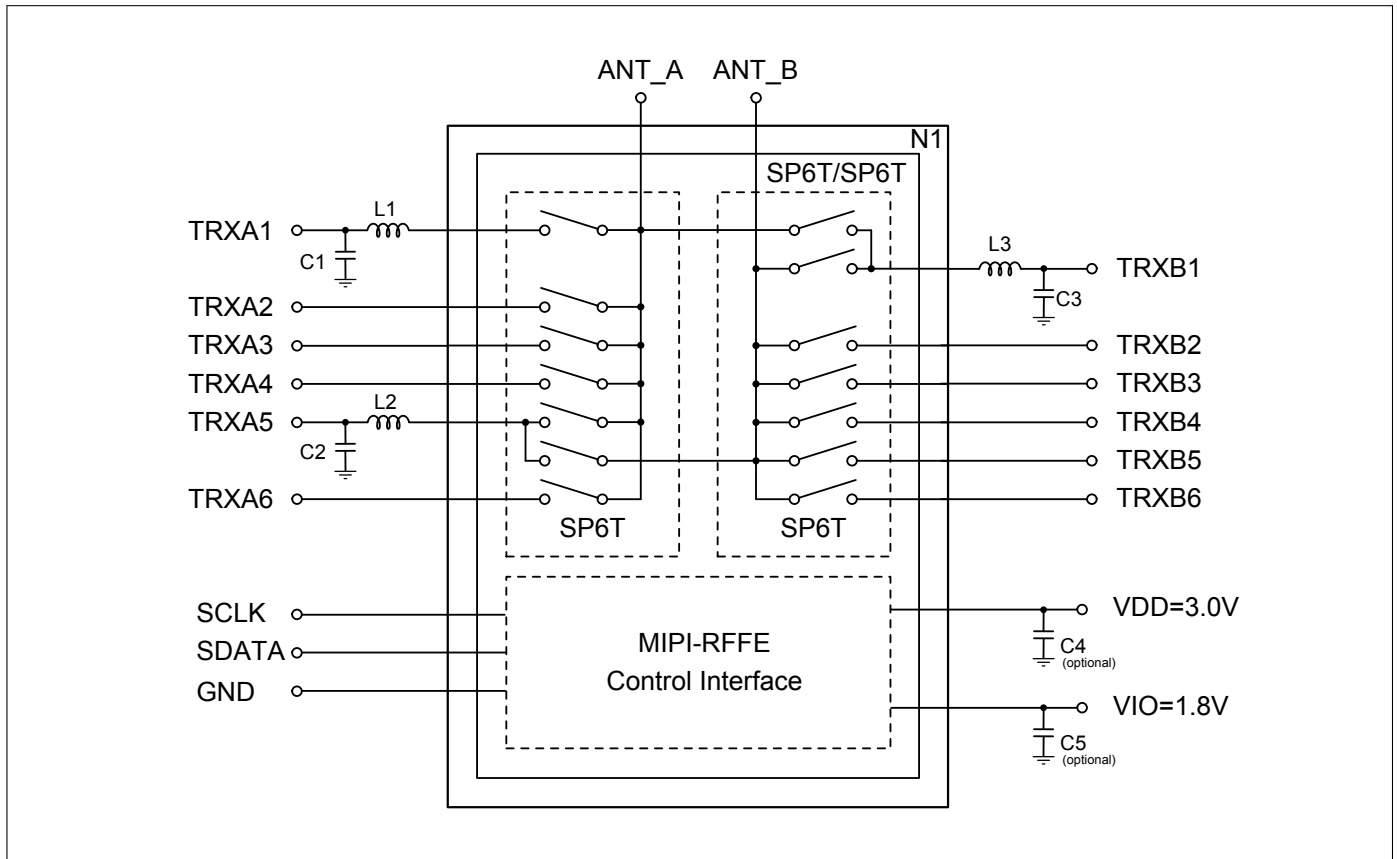 ANT_A ANT_B
N1
SP6T/SP6T
TRXA1
L1
C1
L3
TRXB1
C3
TRXA2
TRXA3
TRXA4
TRXA5
L2
C2
TRXA6
TRXB2
TRXB3
TRXB4
TRXB5
TRXB6
SP6T
SP6T
SCLK
SDATA
GND
MIPI-RFFE
Control Interface
VDD=3.0V
C4
(optional)
VIO=1.8V
C5
(optional)